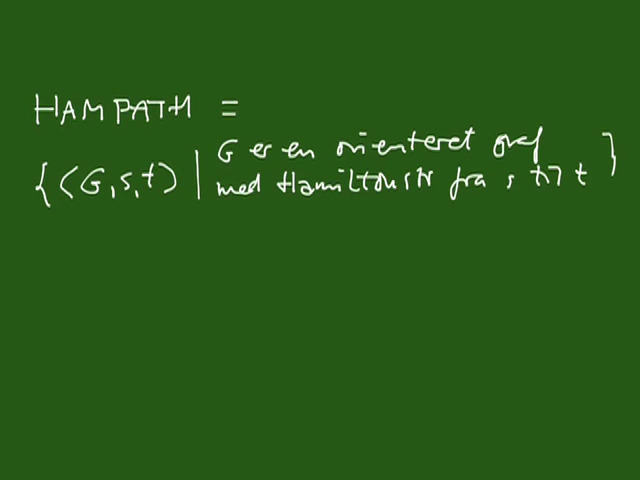 HAMPATH =
G er en orienteret graf
{(G,s,t) | med Hamiltonsti fra s til t }